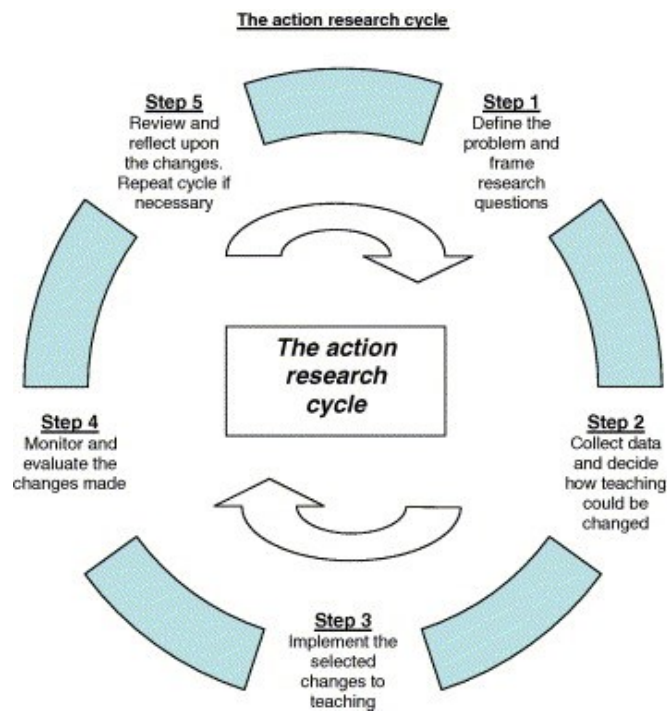 The action research cycle
Step 5
Review and
reflect upon
the changes.
Repeat cycle if
necessary
Step 1
Define the
problem and
frame
research
questions
The action
research
cycle
Step 4
Monitor and
evaluate the
changes made
Step 2
Collect data
and decide
how teaching
could be
changed
Step 3
Implement the
selected
changes to
teaching